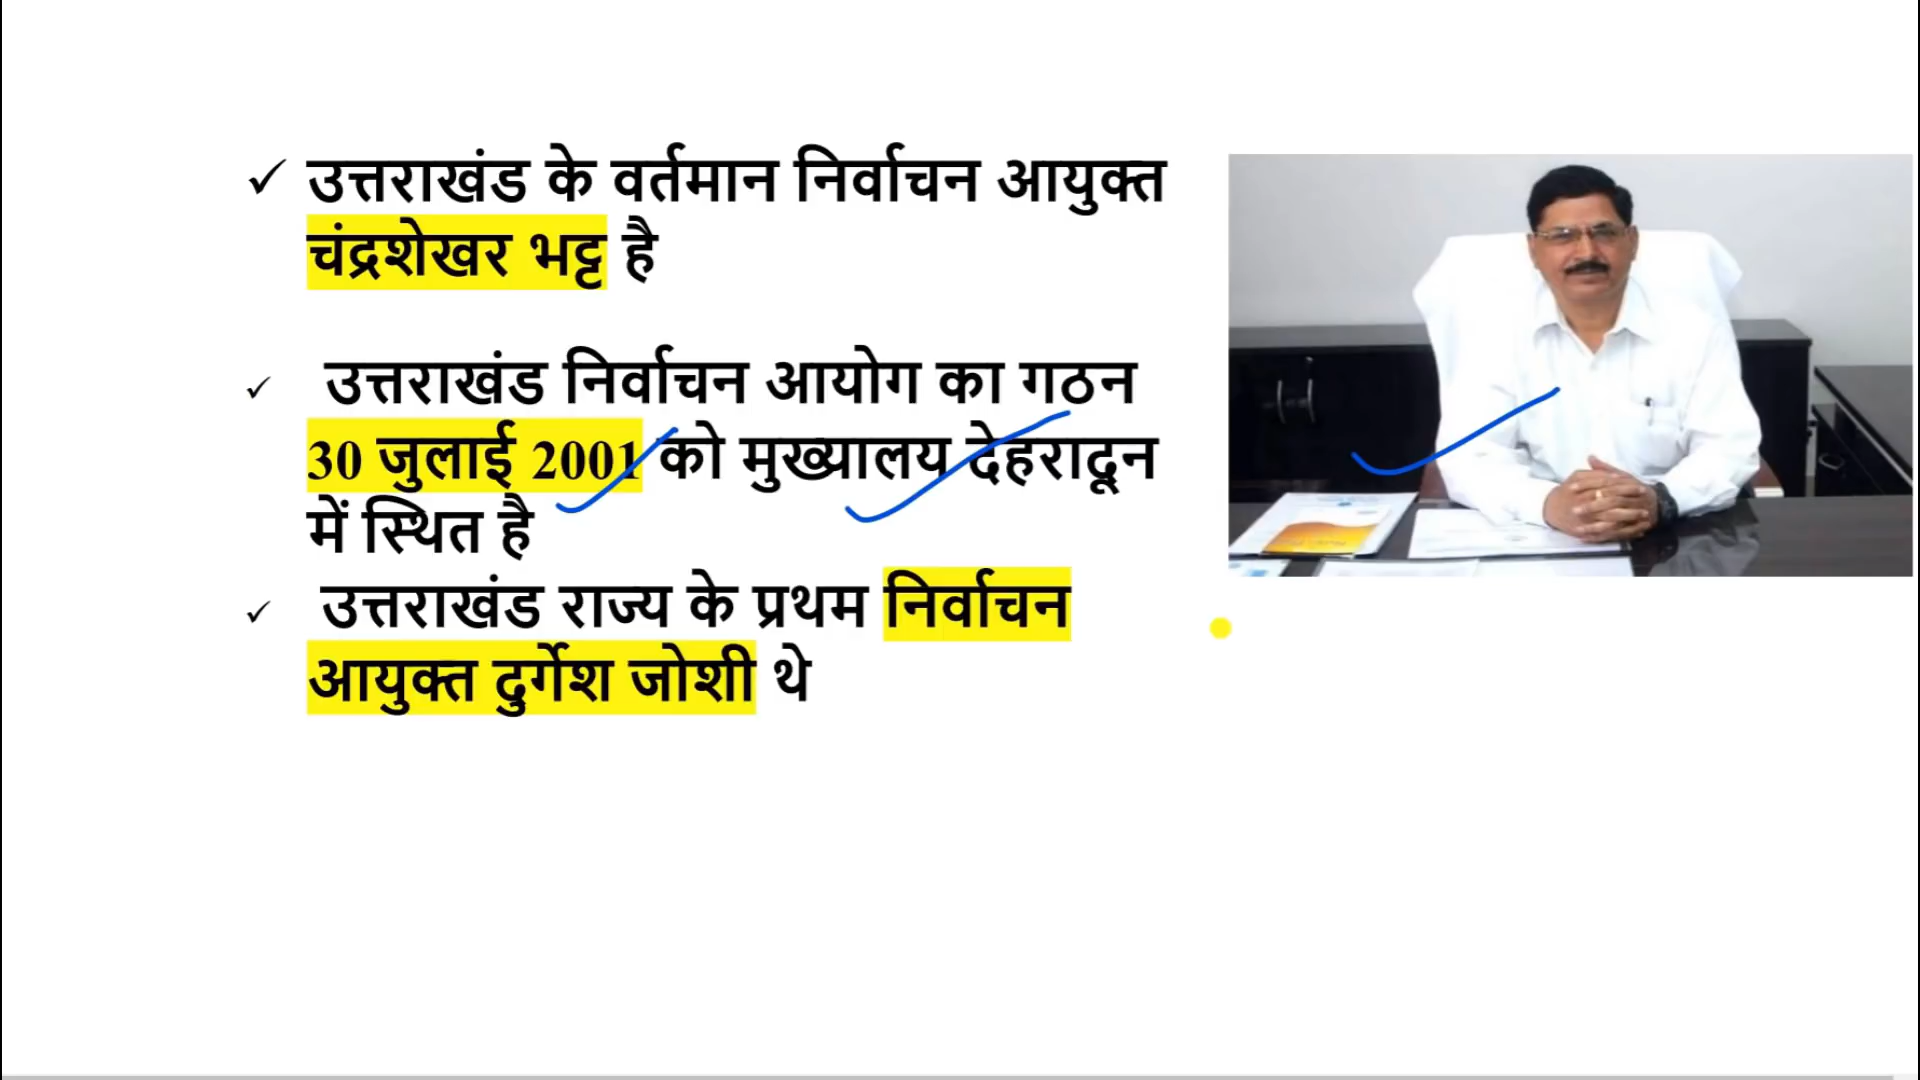 उत्तराखंड के वर्तमान निर्वाचन आयुक्त
चंद्रशेखर भट्ट है
उत्तराखंड निर्वाचन आयोग का गठन
30 जुलाई 2001 को मुख्यालय देहरादून
में स्थित है
उत्तराखंड राज्य के प्रथम निर्वाचन
आयुक्त दुर्गेश जोशी थे